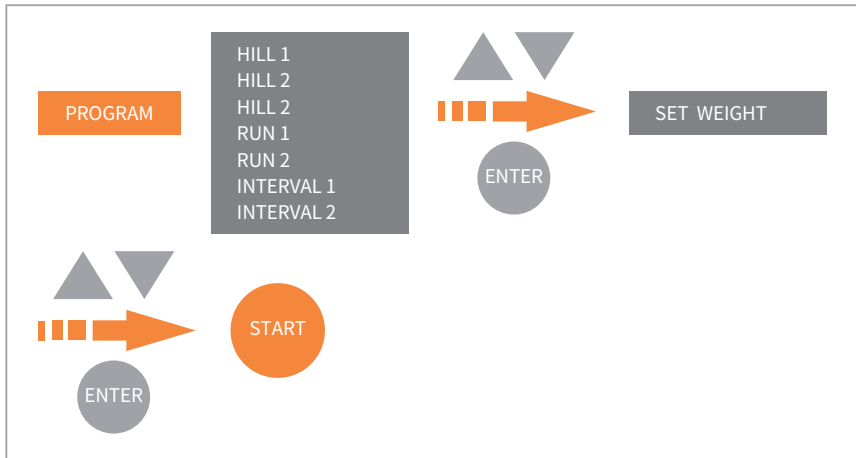 PROGRAM
HILL 1
HILL 2
HILL 2
RUN 1
RUN 2
INTERVAL 1
INTERVAL 2
ENTER
SET WEIGHT
ENTER
START